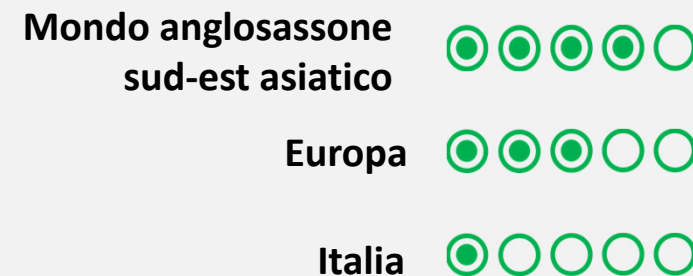 Mondo anglosassone
sud-est asiatico
Europa
Italia